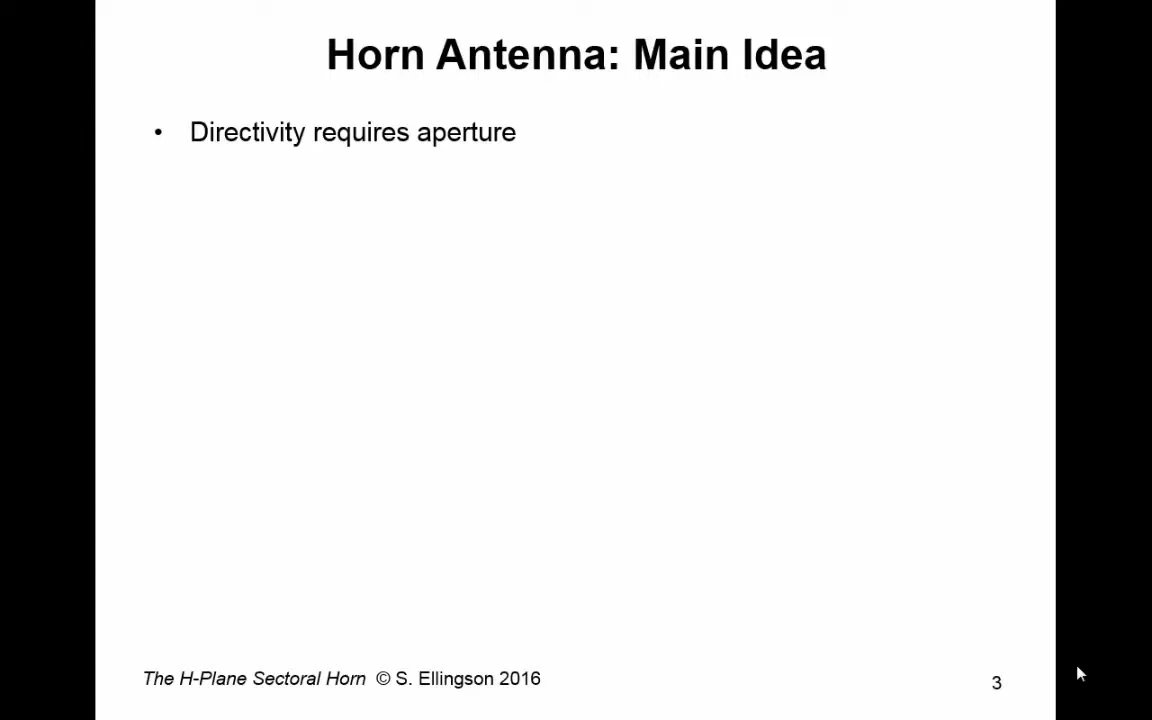 Horn Antenna: Main Idea
• Directivity requires aperture
The H-Plane Sectoral Horn © S. Ellingson 2016
3